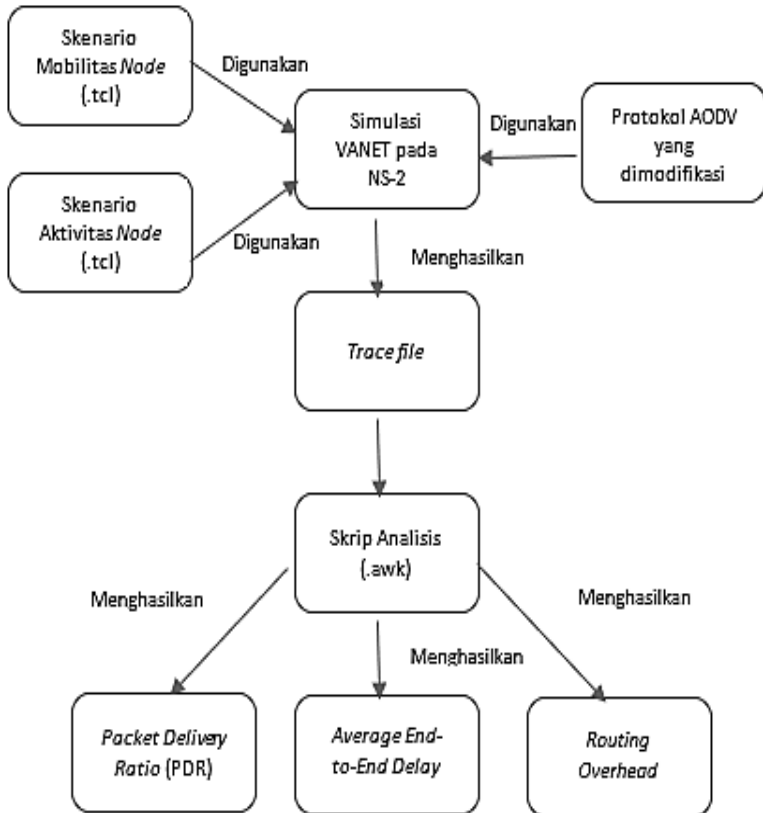 Skenario
Mobilitas Node
(.tcl)
Digunakan
Simulasi
VANET pada
NS-2
Digunakan
Protokol AODV
yang
dimodifikasi
Skenario
Aktivitas Node
(.tcl)
Digunakan
Menghasilkan
Trace file
Skrip Analisis
(.awk)
Menghasilkan
Menghasilkan
Menghasilkan
Packet Delivery
Ratio (PDR)
Average End-
to-End Delay
Routing
Overhead